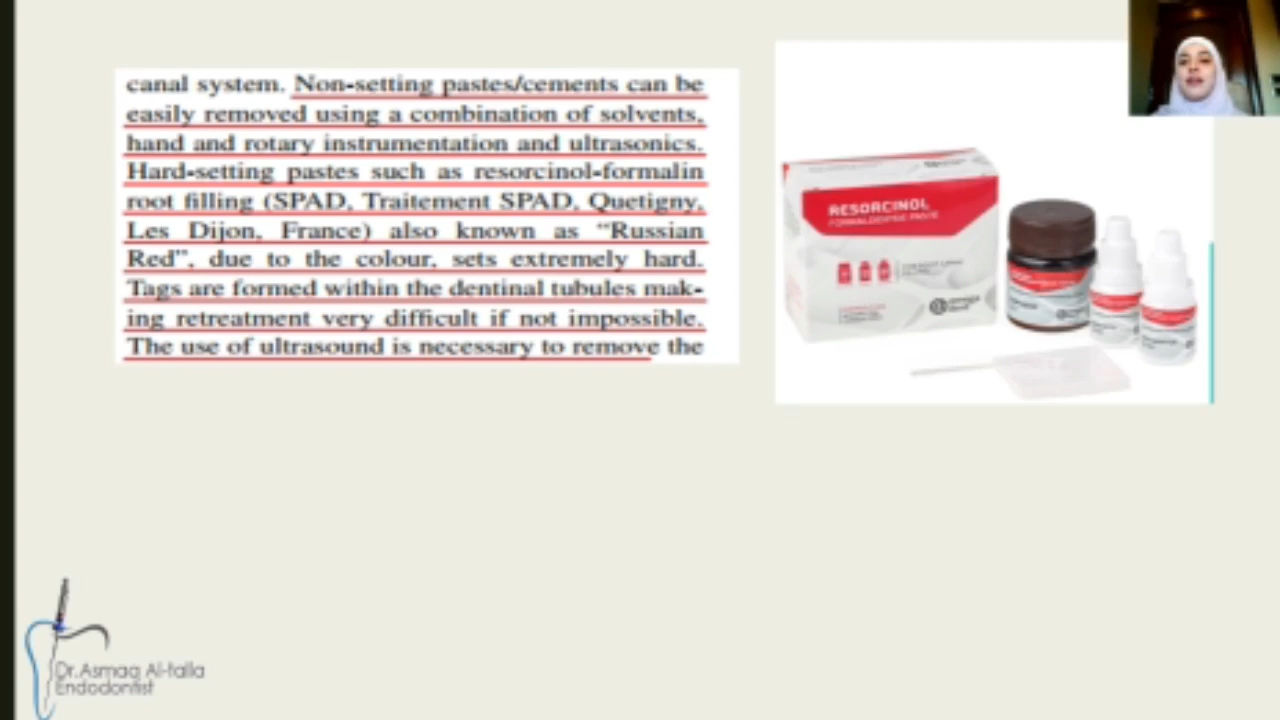 canal system. Non-setting pastes/cements can be
easily removed using a combination of solvents,
hand and rotary instrumentation and ultrasonics.
Hard-setting pastes such as resorcinol-formalin
root filling (SPAD, Traitement SPAD, Quetigny,
Les Dijon, France) also known as “Russian
Red”, due to the colour, sets extremely hard.
Tags are formed within the dentinal tubules mak-
ing retreatment very difficult if not impossible.
The use of ultrasound is necessary to remove the
RESORCINOL
FORMALDEHYDE PASTE
Dr.Asmaa Al-talla
Endodontist